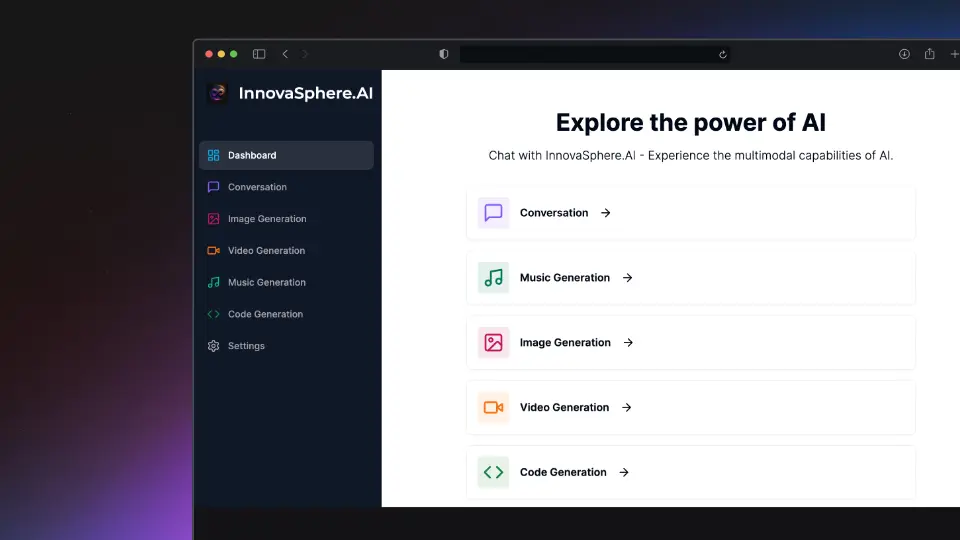 InnovaSphere.AI
Dashboard
Conversation
Image Generation
Video Generation
Music Generation
Code Generation
Settings
Explore the power of AI
Chat with InnovaSphere.AI - Experience the multimodal capabilities of AI.
Conversation
Music Generation
Image Generation
Video Generation
Code Generation